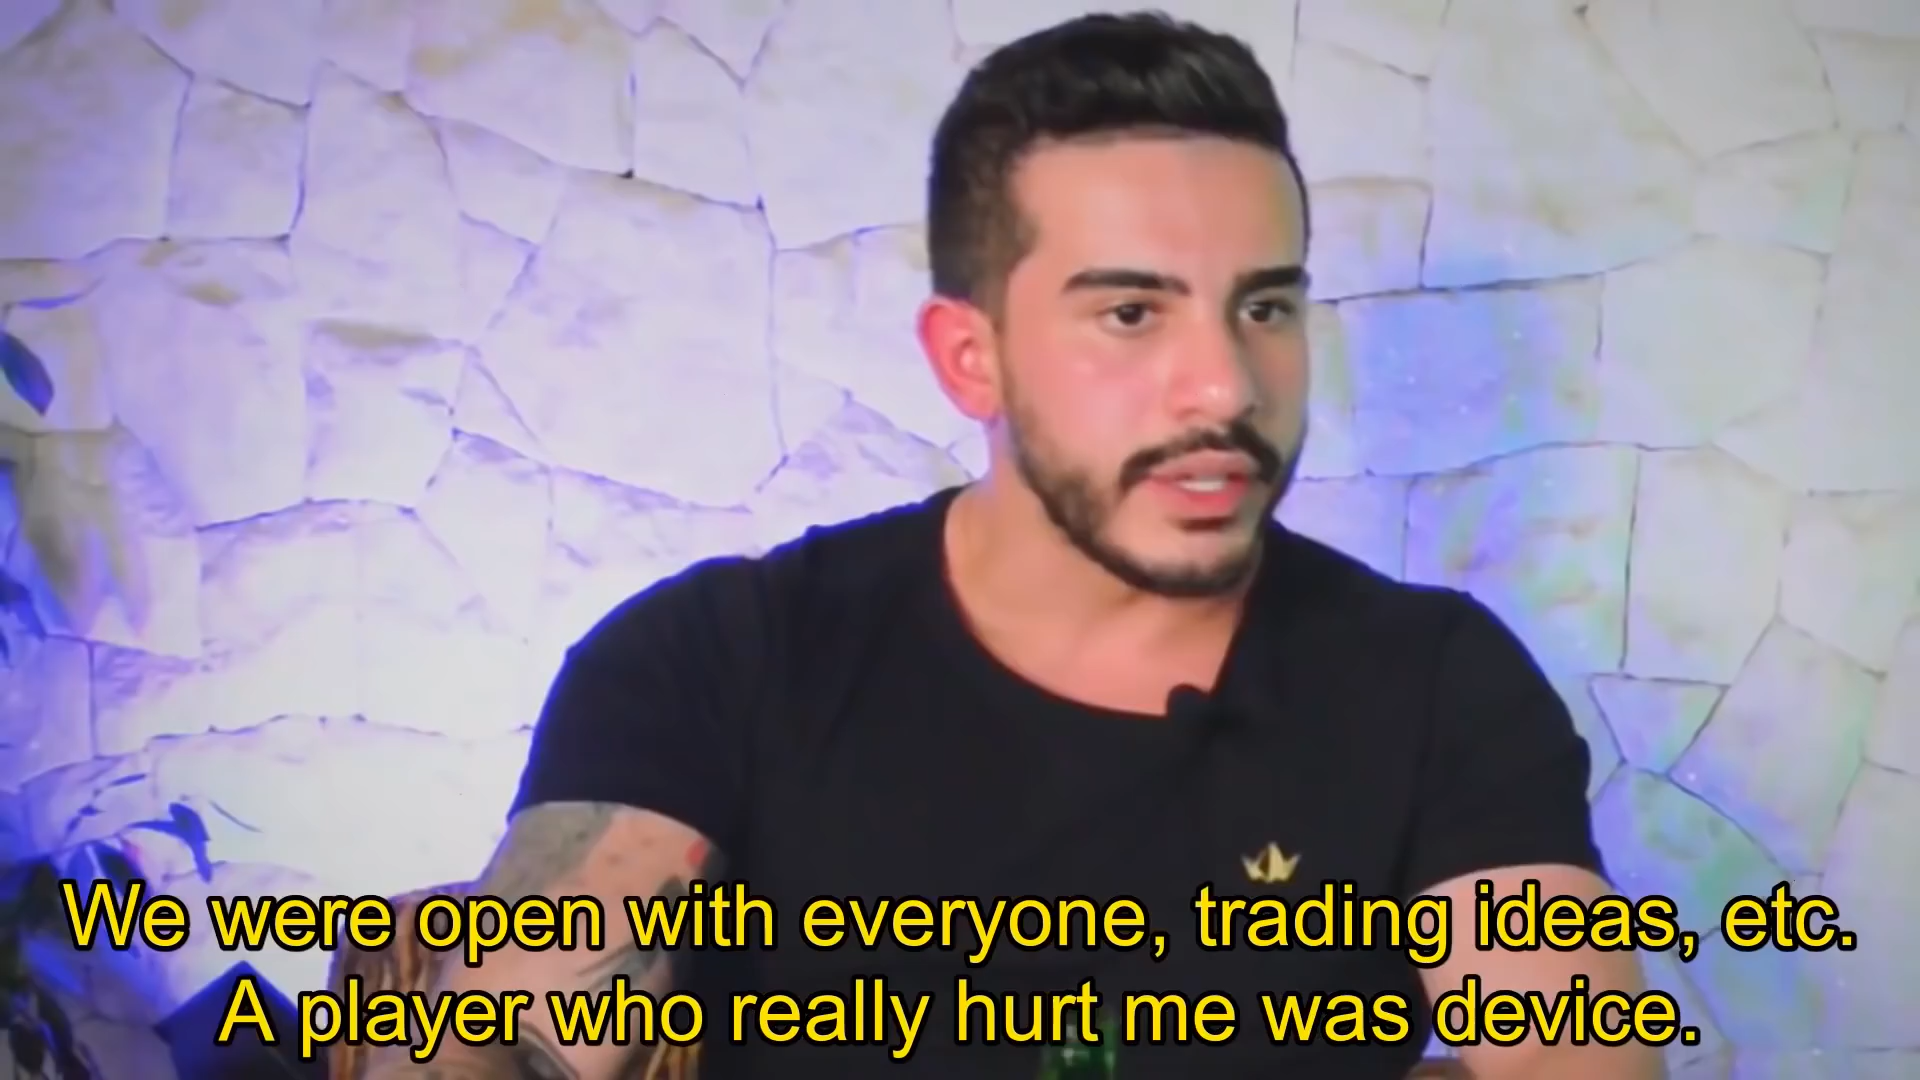 We were open with everyone, trading ideas, etc.
A player who really hurt me was device.